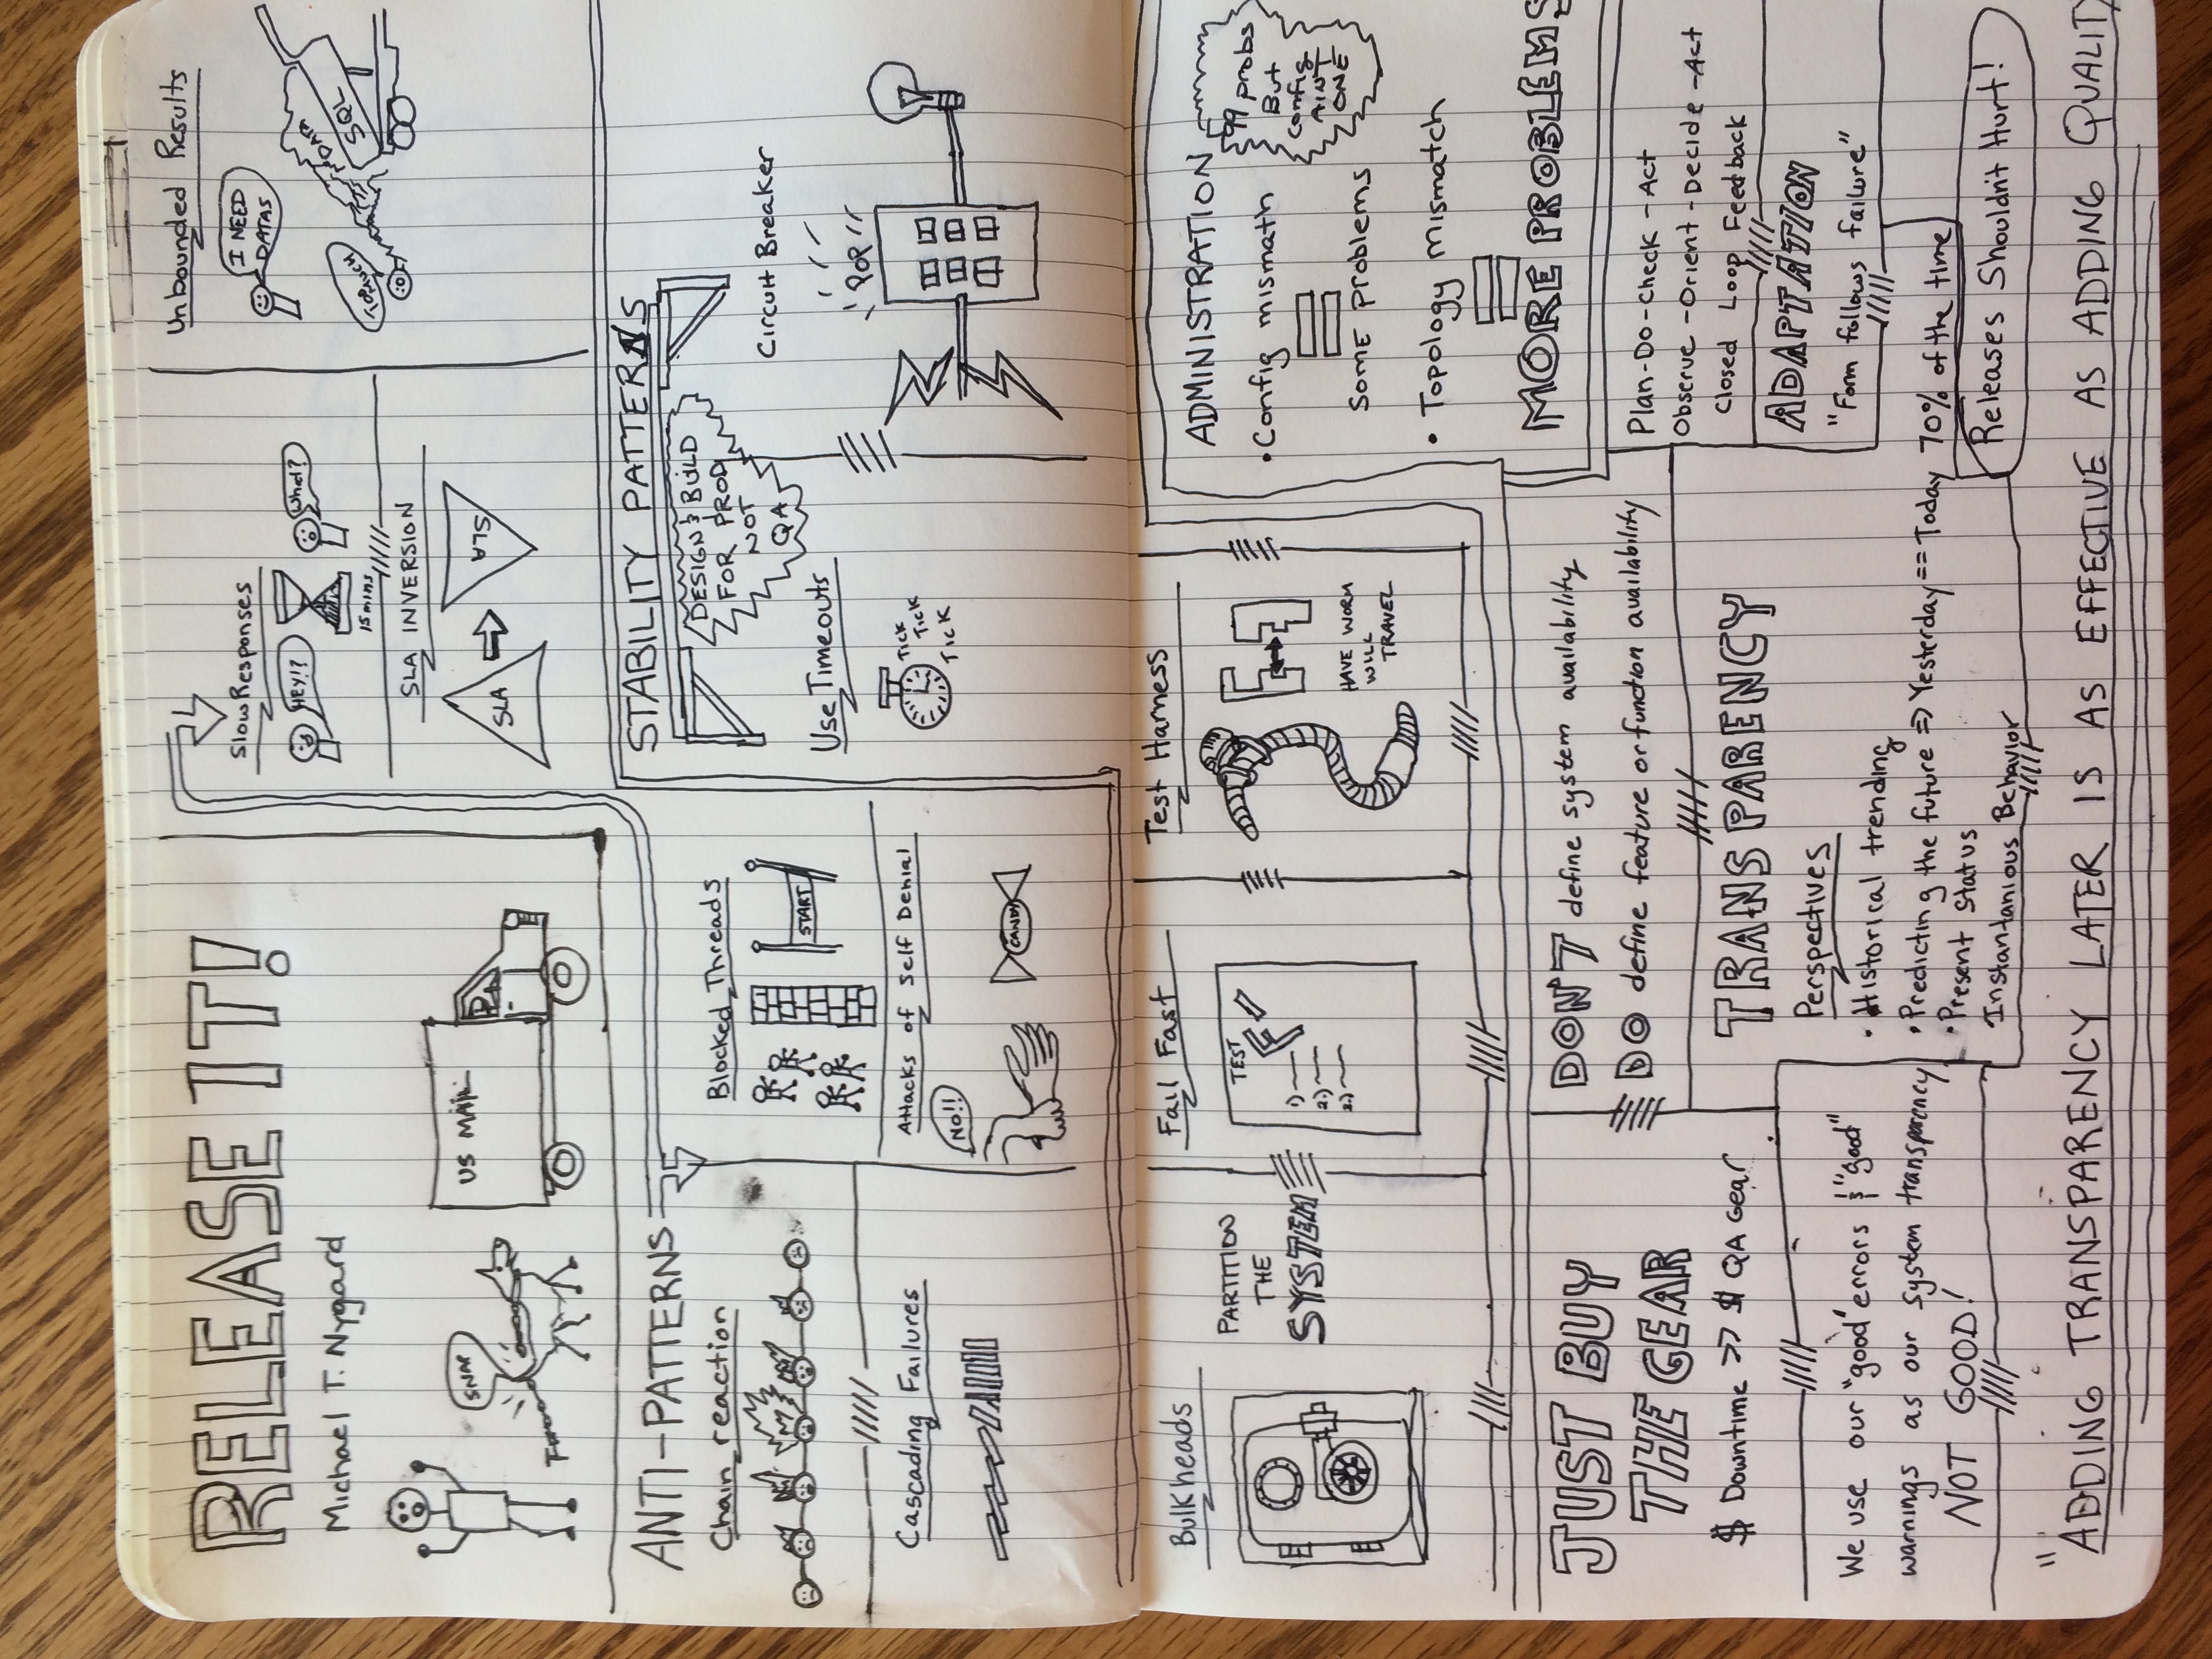 RELEASE IT!
Michael T. Nygard
SNAP
US MAIL
ANTI-PATTERNS
Chain reaction
Cascading Failures
Blocked Threads
START
Attacks of Self Denial
NO!!
CANDY
Slow Responses
HEY!?
What?
15 mins
SLA INVERSION
SLA
SLA
Unbounded Results
I NEED
DATAS
TOO MUCH
DATA
SQL
STABILITY PATTERNS
DESIGN & BUILD
FOR PROD
NOT
QA
Use Timeouts
TICK
TICK
TICK
Circuit Breaker
POP
Bulkheads
PARTITION
THE
SYSTEM
Fail Fast
TEST
F
1.)
2.)
3.)
Test Harness
HAVE WORM
WILL
TRAVEL
ADMINISTRATION
• Config mismath
Some problems
• Topology mismatch
MORE PROBLEMS
99 probs
But
Config
AIN'T
ONE
JUST BUY
THE GEAR
$ Downtime >> $ QA Gear
DON'T define system availability
DO define feature or function availability
Plan-Do-Check-Act
Observe-Orient-Decide-Act
Closed Loop Feedback
ADAPTATION
"Form follows failure"
We use our "good" errors & "good"
warnings as our system transparency
NOT GOOD!
TRANSPARENCY
Perspectives
• Historical trending
• Predicting the future => Yesterday == Today 70% of the time
• Present Status
• Instantanious Behavior
Releases Shouldn't Hurt!
"ADDING TRANSPARENCY LATER IS AS EFFECTIVE AS ADDING QUALITY